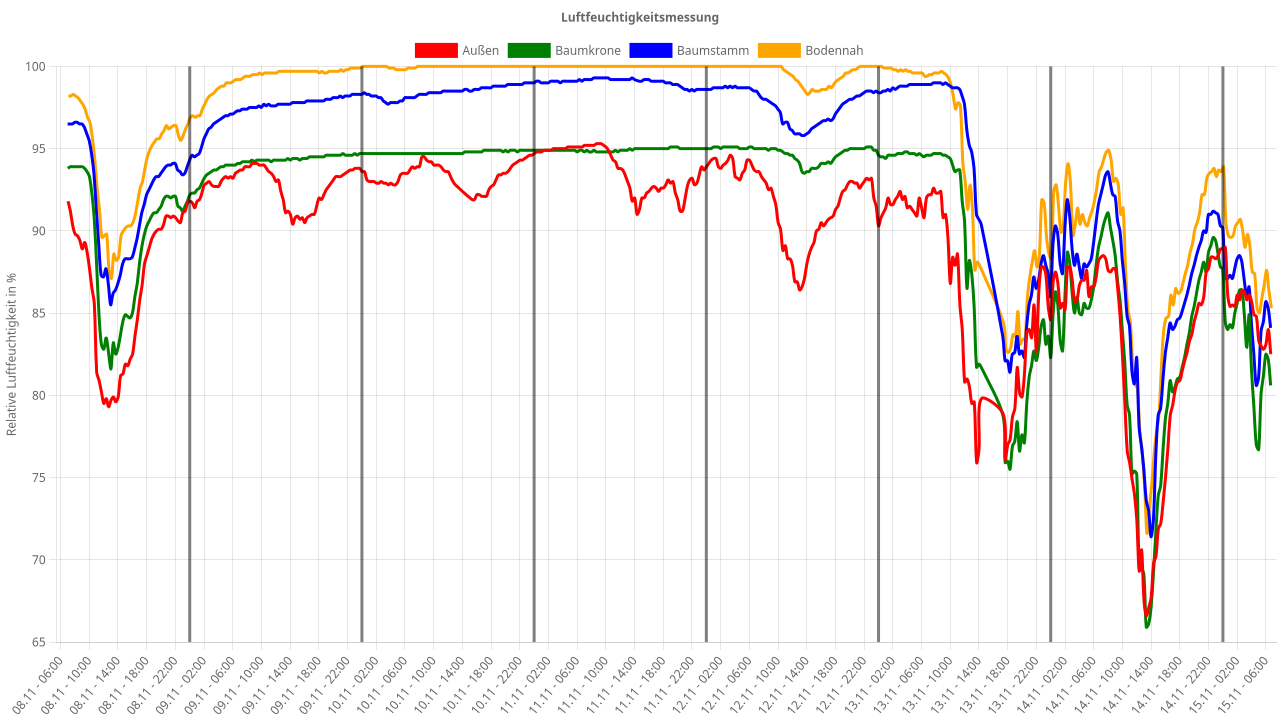 Luftfeuchtigkeitsmessung
Außen Baumkrone Baumstamm Bodennah
Relative Luftfeuchtigkeit in %
100
95
90
85
80
75
70
65
08.11 - 06:00
08.11 - 10:00
08.11 - 14:00
08.11 - 18:00
08.11 - 22:00
09.11 - 02:00
09.11 - 06:00
09.11 - 10:00
09.11 - 14:00
09.11 - 18:00
09.11 - 22:00
10.11 - 02:00
10.11 - 06:00
10.11 - 10:00
10.11 - 14:00
10.11 - 18:00
10.11 - 22:00
11.11 - 02:00
11.11 - 06:00
11.11 - 10:00
11.11 - 14:00
11.11 - 18:00
11.11 - 22:00
12.11 - 02:00
12.11 - 06:00
12.11 - 10:00
12.11 - 14:00
12.11 - 18:00
12.11 - 22:00
13.11 - 02:00
13.11 - 06:00
13.11 - 10:00
13.11 - 14:00
13.11 - 18:00
13.11 - 22:00
14.11 - 02:00
14.11 - 06:00
14.11 - 10:00
14.11 - 14:00
14.11 - 18:00
14.11 - 22:00
15.11 - 02:00
15.11 - 06:00